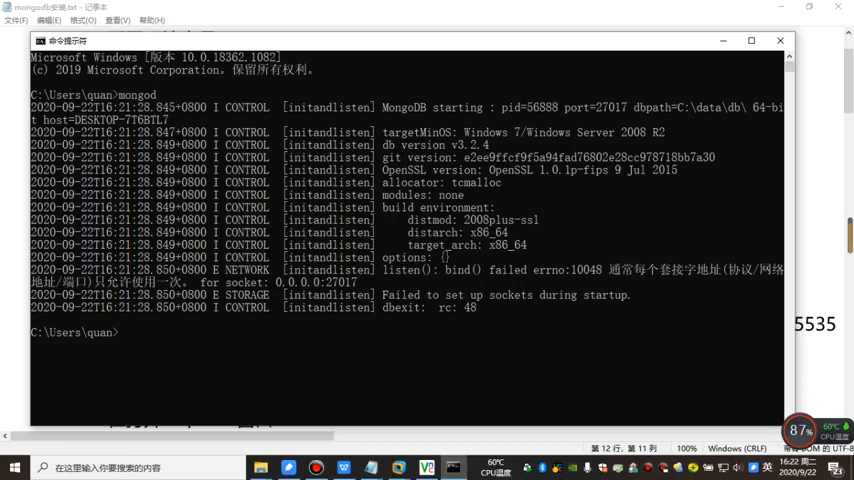 mongodb安装.txt - 记事本
文件(F) 编辑(E) 格式(O) 查看(V) 帮助(H)
命令提示符
Microsoft Windows [版本 10.0.18362.1082]
(c) 2019 Microsoft Corporation。保留所有权利。
C:\Users\quan>mongod
2020-09-22T16:21:28.845+0800 I CONTROL  [initandlisten] MongoDB starting : pid=56888 port=27017 dbpath=C:\data\db\ 64-bi
t host=DESKTOP-7T6BTL7
2020-09-22T16:21:28.847+0800 I CONTROL  [initandlisten] targetMinOS: Windows 7/Windows Server 2008 R2
2020-09-22T16:21:28.849+0800 I CONTROL  [initandlisten] db version v3.2.4
2020-09-22T16:21:28.849+0800 I CONTROL  [initandlisten] git version: e2ee9ffcf9f5a94fad76802e28cc978718bb7a30
2020-09-22T16:21:28.849+0800 I CONTROL  [initandlisten] OpenSSL version: OpenSSL 1.0.1p-fips 9 Jul 2015
2020-09-22T16:21:28.849+0800 I CONTROL  [initandlisten] allocator: tcmalloc
2020-09-22T16:21:28.849+0800 I CONTROL  [initandlisten] modules: none
2020-09-22T16:21:28.849+0800 I CONTROL  [initandlisten] build environment:
2020-09-22T16:21:28.849+0800 I CONTROL  [initandlisten]     distmod: 2008plus-ssl
2020-09-22T16:21:28.849+0800 I CONTROL  [initandlisten]     distarch: x86_64
2020-09-22T16:21:28.849+0800 I CONTROL  [initandlisten]     target_arch: x86_64
2020-09-22T16:21:28.849+0800 I CONTROL  [initandlisten] options: {}
2020-09-22T16:21:28.850+0800 E NETWORK  [initandlisten] listen(): bind() failed errno:10048 通常每个套接字地址(协议/网络
地址/端口)只允许使用一次。 for socket: 0.0.0.0:27017
2020-09-22T16:21:28.850+0800 E STORAGE  [initandlisten] Failed to set up sockets during startup.
2020-09-22T16:21:28.850+0800 I CONTROL  [initandlisten] dbexit:  rc: 48
C:\Users\quan>
5535
87% 60℃ CPU温度
第 12 行，第 11 列 100% Windows (CRLF) UTF-8
在这里输入你要搜索的内容
60℃
CPU温度
英
16:22 周二
2020/9/22
23